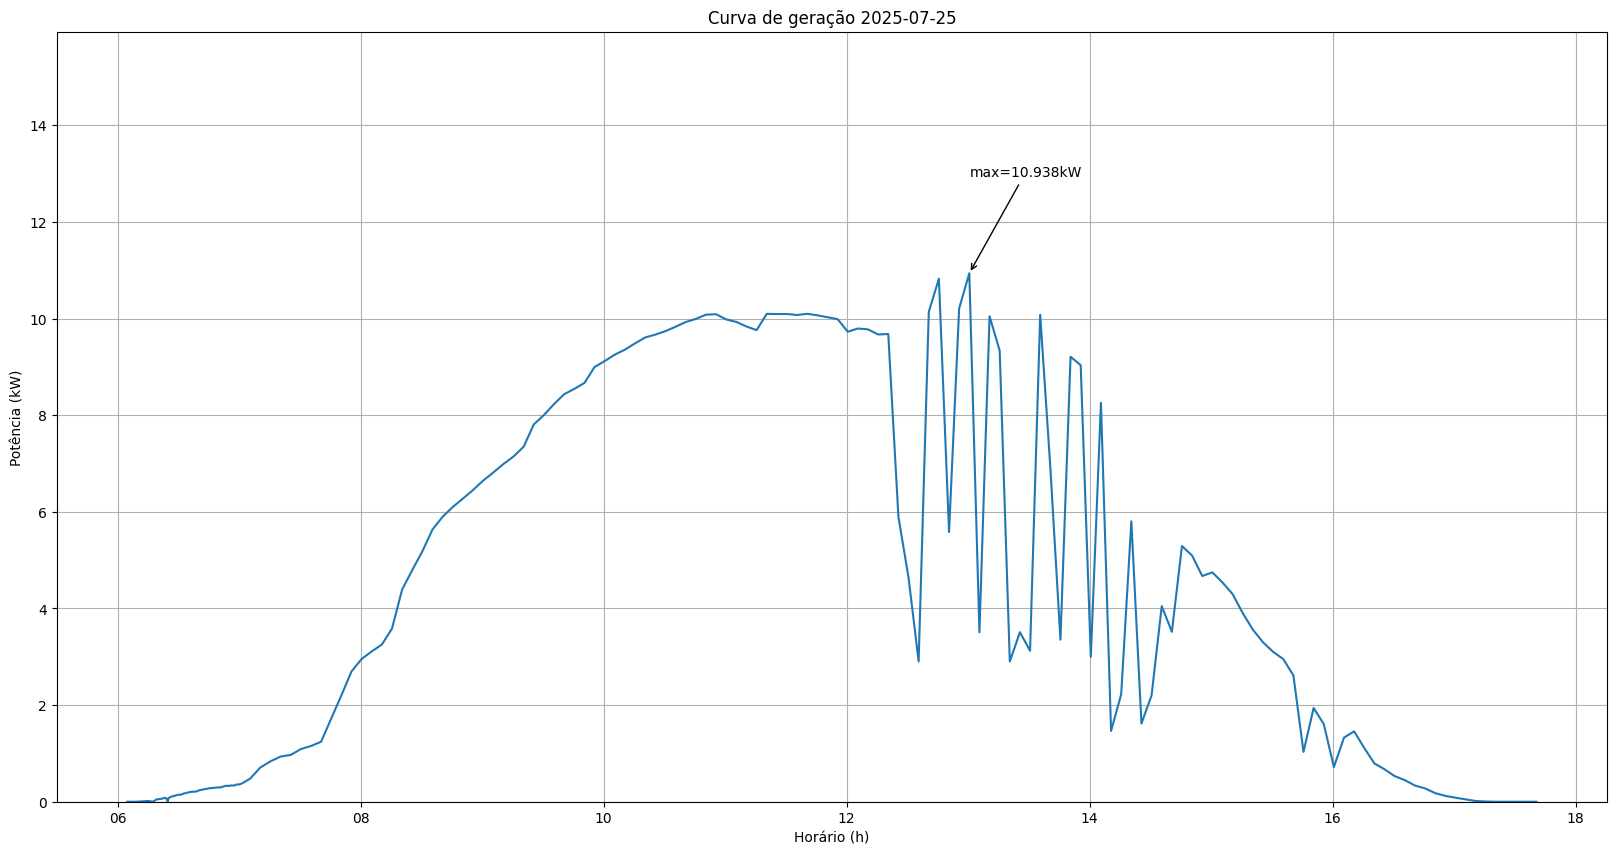 Curva de geração 2025-07-25
14
max=10.938kW
12
10
8
6
4
2
0
Potência (kW)
06 08 10 12 14 16 18
Horário (h)